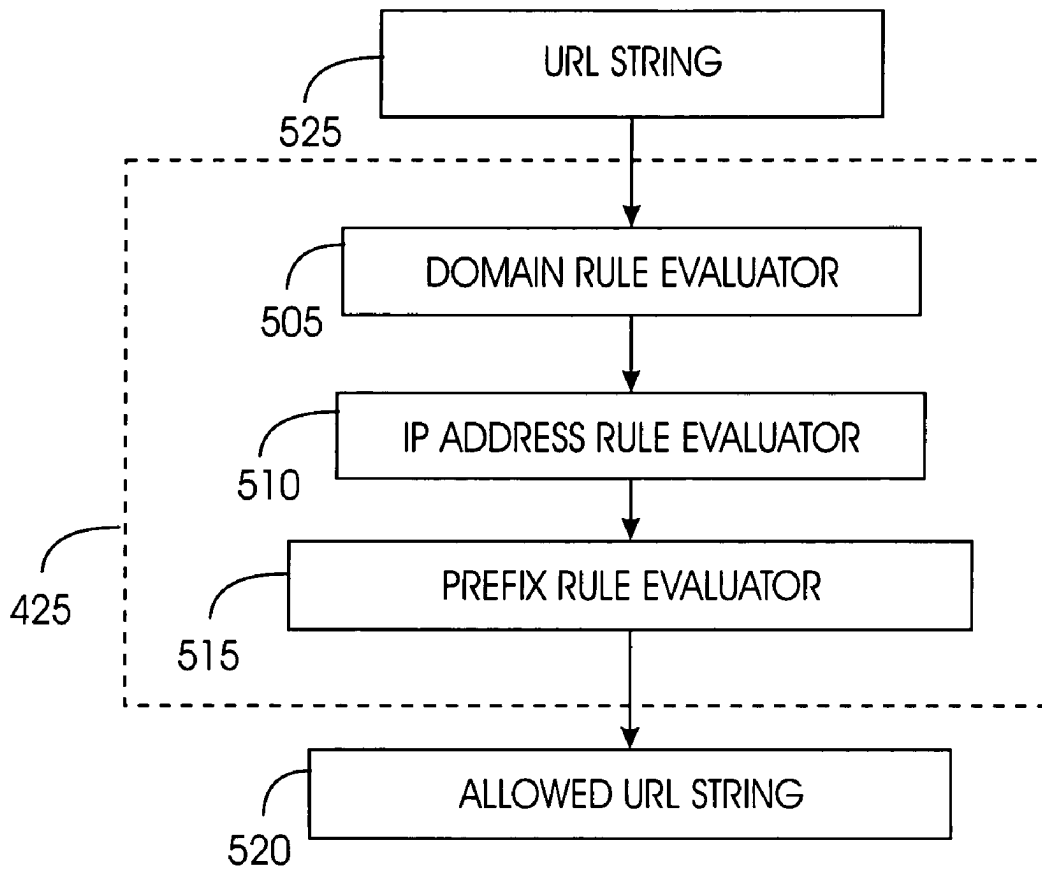 URL STRING
525
DOMAIN RULE EVALUATOR
505
IP ADDRESS RULE EVALUATOR
510
PREFIX RULE EVALUATOR
425
515
ALLOWED URL STRING
520